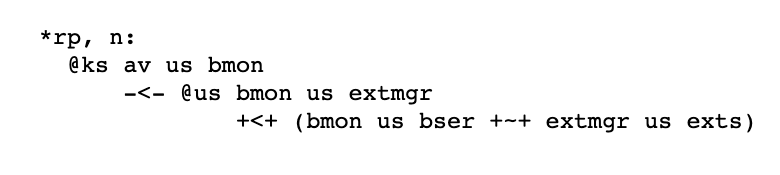 *rp, n:
@ks av us bmon
-<- @us bmon us extmgr
+<+ (bmon us bser +~+ extmgr us exts)